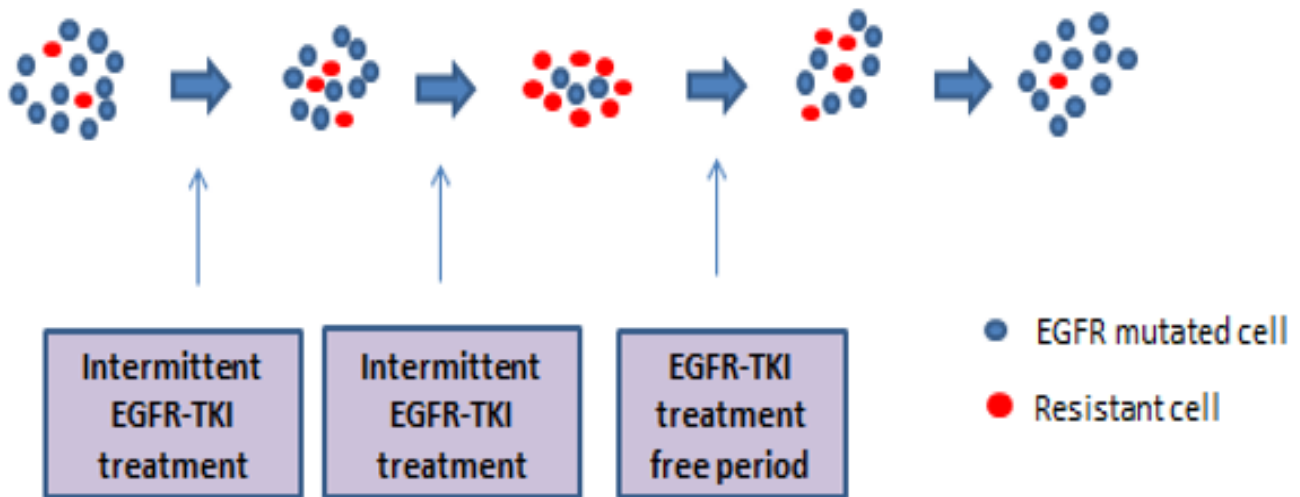 Intermittent
EGFR-TKI
treatment
Intermittent
EGFR-TKI
treatment
EGFR-TKI
treatment
free period
EGFR mutated cell
Resistant cell